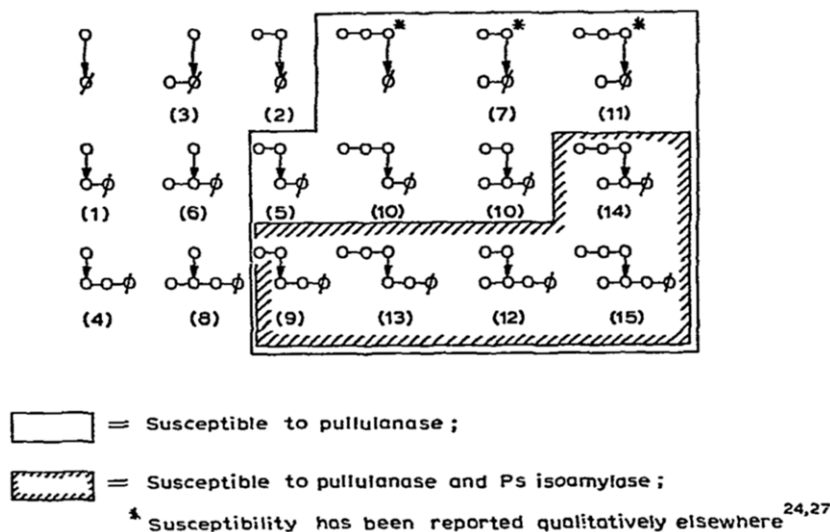 * * *
(3) (2) (7) (11)
(1) (6) (5) (10) (10) (14)
(4) (8) (9) (13) (12) (15)
= Susceptible to pullulanase;
= Susceptible to pullulanase and Ps isoamylase;
* Susceptibility has been reported qualitatively elsewhere 24,27